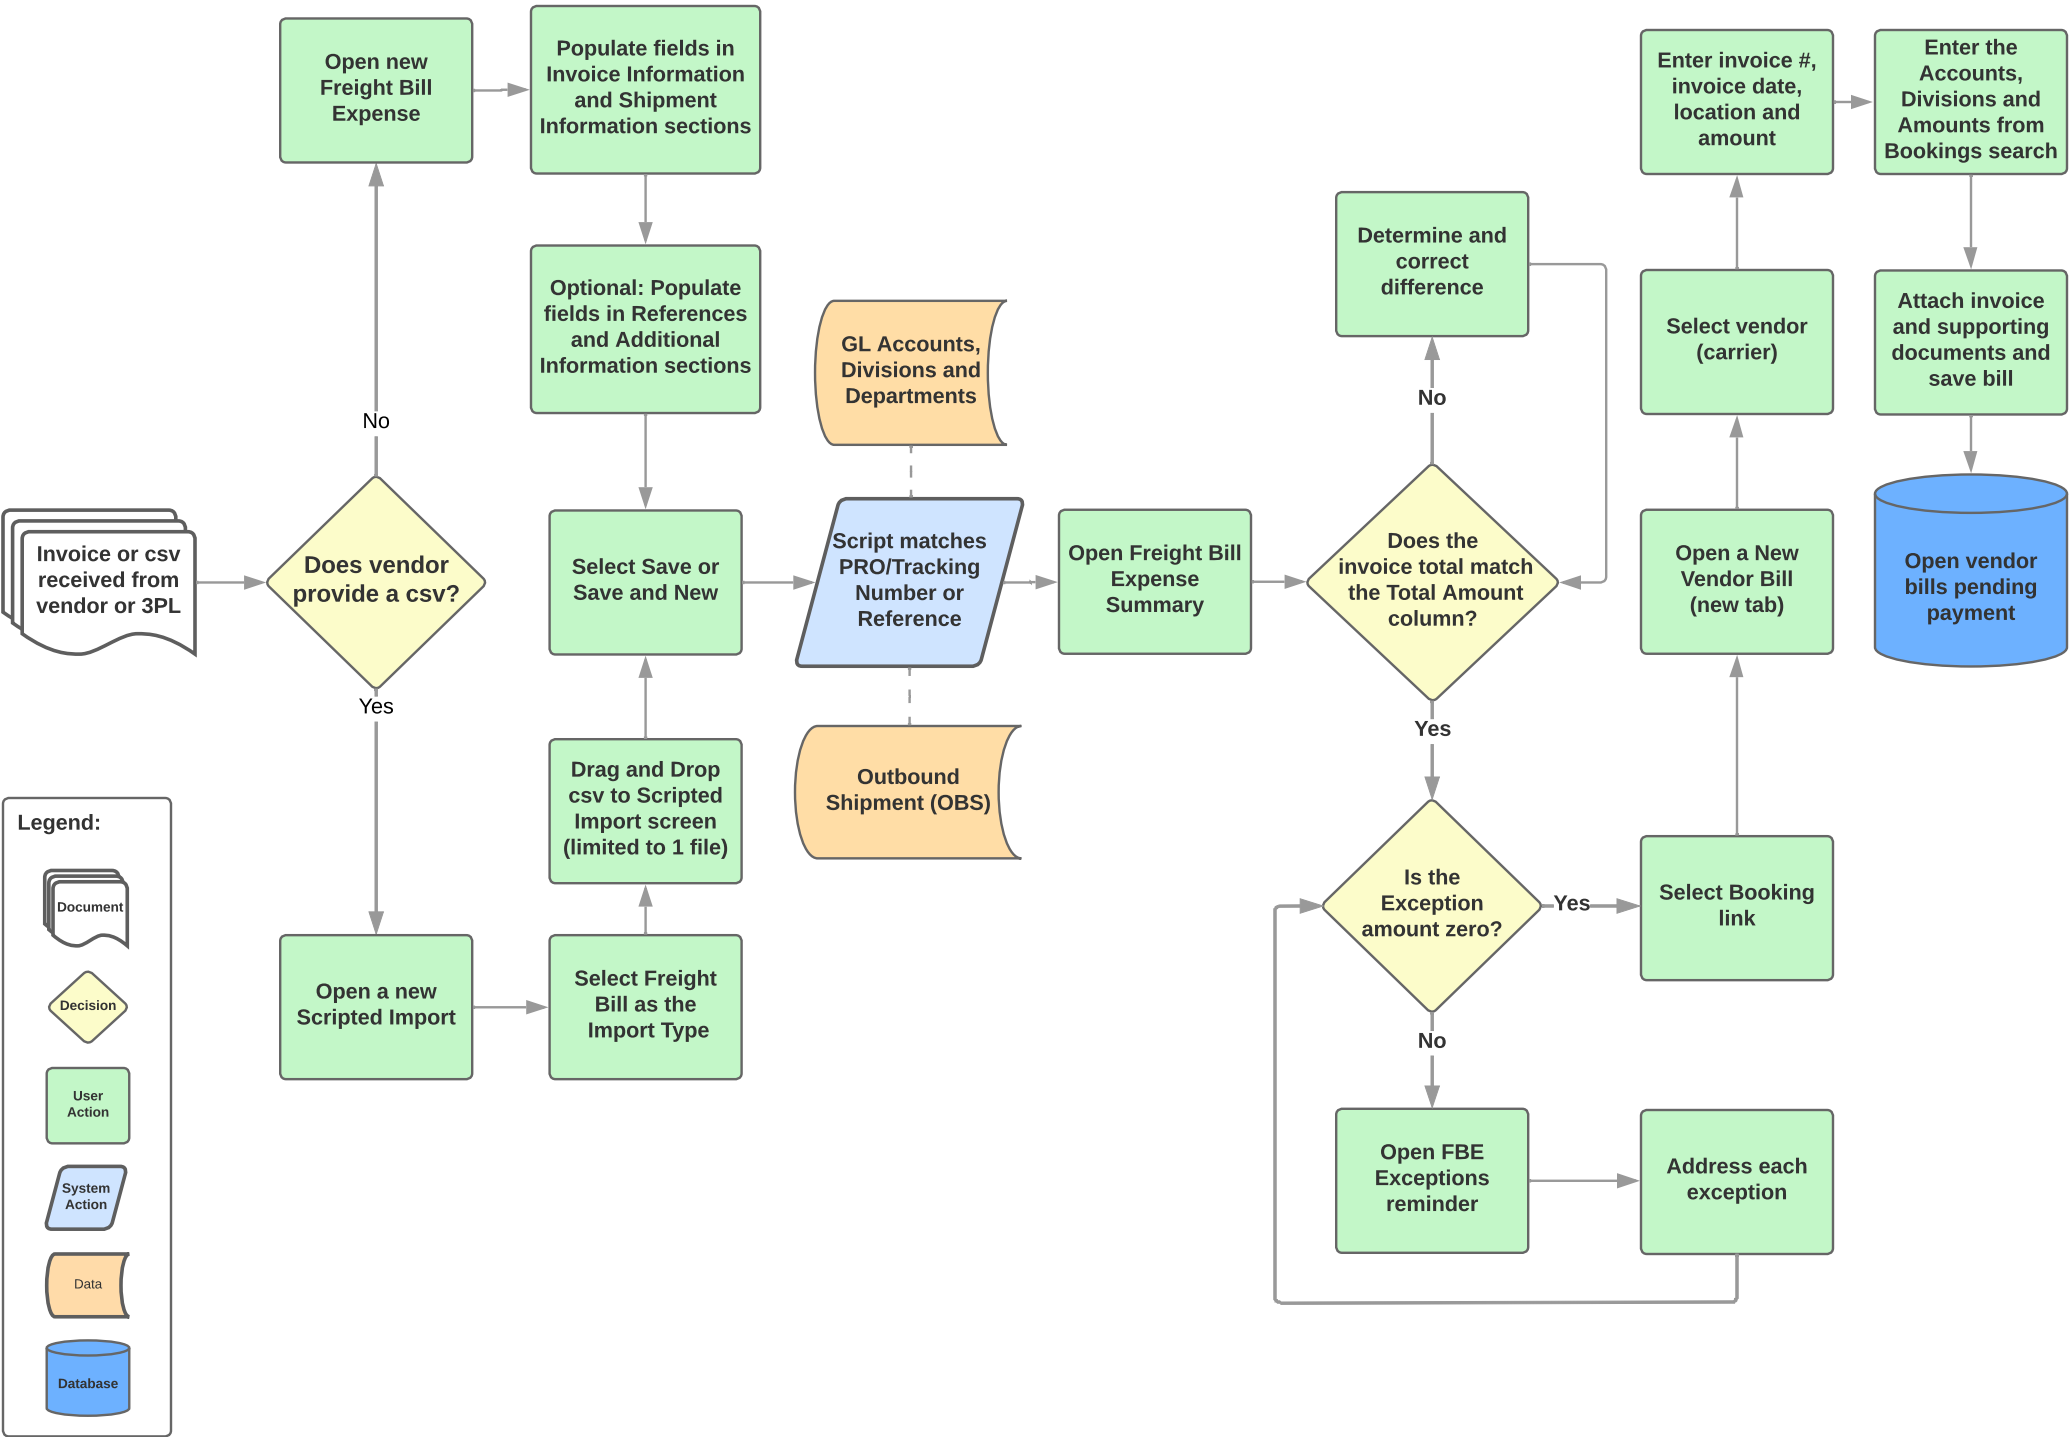 Open new
Freight Bill
Expense
Populate fields in
Invoice Information
and Shipment
Information sections
Optional: Populate
fields in References
and Additional
Information sections
No
Invoice or csv
received from
vendor or 3PL
Does vendor
provide a csv?
Yes
Open a new
Scripted Import
Select Freight
Bill as the
Import Type
Drag and Drop
csv to Scripted
Import screen
(limited to 1 file)
Select Save or
Save and New
GL Accounts,
Divisions and
Departments
Script matches
PRO/Tracking
Number or
Reference
Outbound
Shipment (OBS)
Open Freight Bill
Expense
Summary
Does the
invoice total match
the Total Amount
column?
No
Determine and
correct
difference
Yes
Is the
Exception
amount zero?
No
Open FBE
Exceptions
reminder
Address each
exception
Yes
Select Booking
link
Open a New
Vendor Bill
(new tab)
Select vendor
(carrier)
Enter invoice #,
invoice date,
location and
amount
Enter the
Accounts,
Divisions and
Amounts from
Bookings search
Attach invoice
and supporting
documents and
save bill
Open vendor
bills pending
payment
Legend:
Document
Decision
User
Action
System
Action
Data
Database